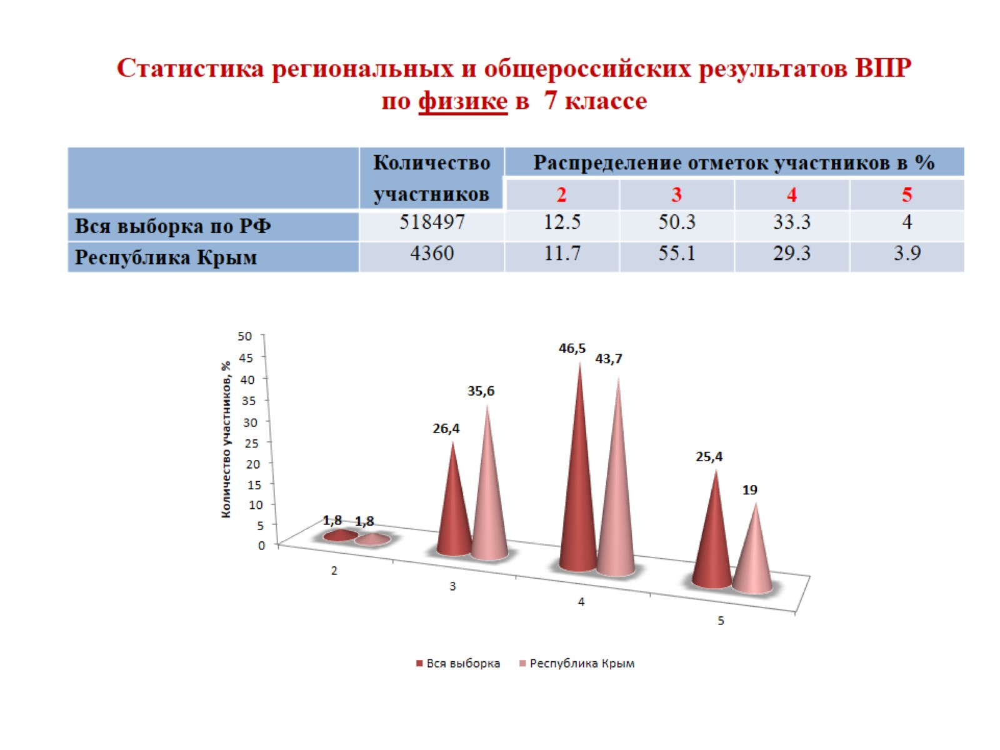 Статистика региональных и общероссийских результатов ВПР
по физике в 7 классе
Количество участников
Распределение отметок участников в %
2 3 4 5
Вся выборка по РФ 518497 12.5 50.3 33.3 4
Республика Крым 4360 11.7 55.1 29.3 3.9
Количество участников, %
50
45
40
35
30
25
20
15
10
5
0
1,8 1,8
26,4 35,6
46,5 43,7
25,4 19
2
3
4
5
Вся выборка Республика Крым